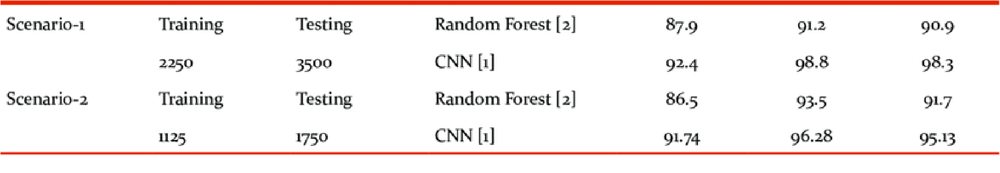 Scenario-1 Training Testing Random Forest [2] 87.9 91.2 90.9
2250 3500 CNN [1] 92.4 98.8 98.3
Scenario-2 Training Testing Random Forest [2] 86.5 93.5 91.7
1125 1750 CNN [1] 91.74 96.28 95.13